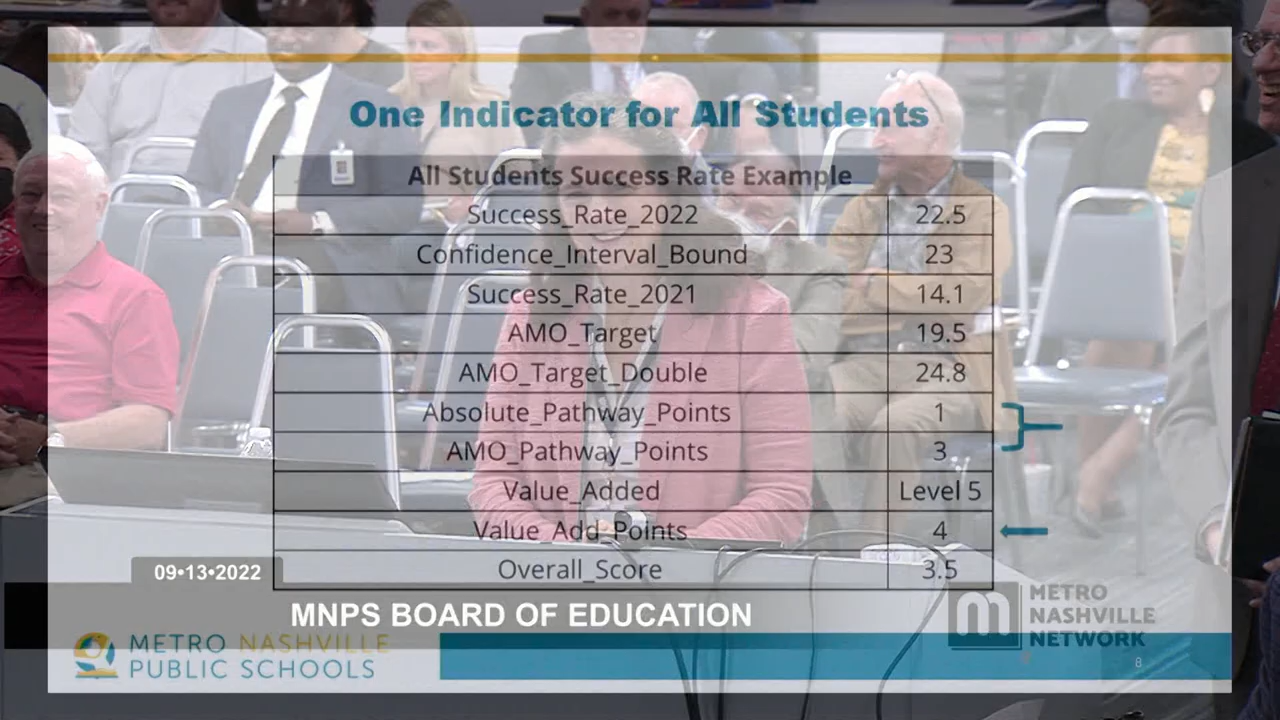 One Indicator for All Students
All Students Success Rate Example
Success_Rate_2022 22.5
Confidence_Interval_Bound 23
Success_Rate_2021 14.1
AMO_Target 19.5
AMO_Target_Double 24.8
Absolute_Pathway_Points 1
AMO_Pathway_Points 3
Value_Added Level 5
Value_Add_Points 4
Overall_Score 3.5
09•13•2022
MNPS BOARD OF EDUCATION
METRO NASHVILLE
PUBLIC SCHOOLS
METRO
NASHVILLE
NETWORK
8